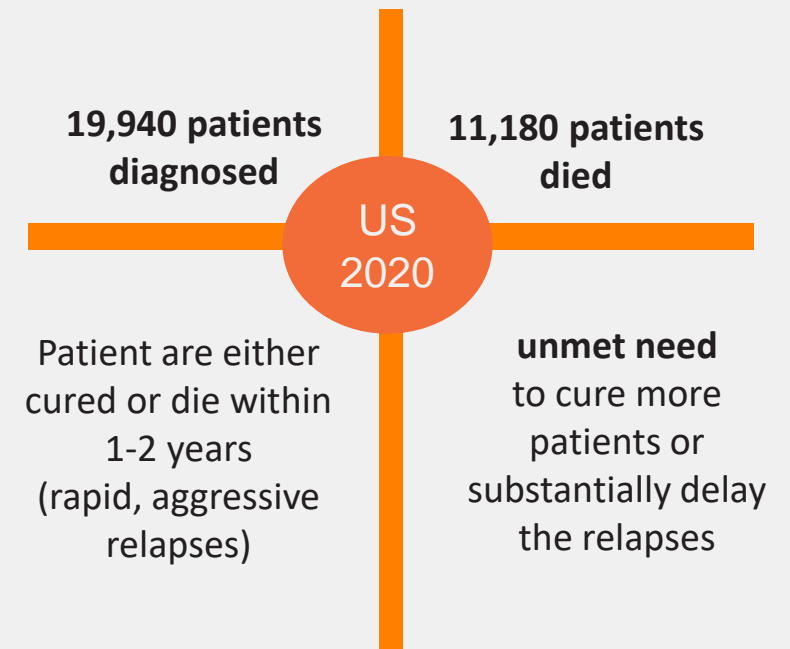 19,940 patients
diagnosed
11,180 patients
died
US
2020
Patient are either
cured or die within
1-2 years
(rapid, aggressive
relapses)
unmet need
to cure more
patients or
substantially delay
the relapses